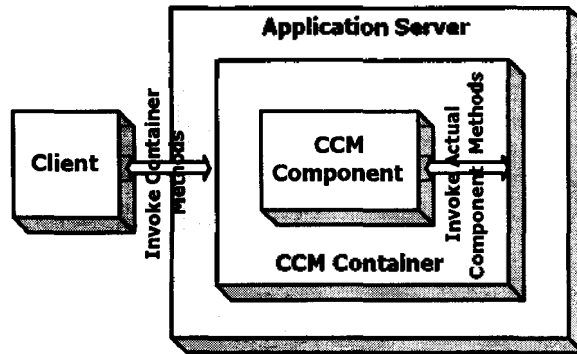 Application Server
Client
Invoke Container
Methods
CCM
Component
Invoke Actual
Component Methods
CCM Container